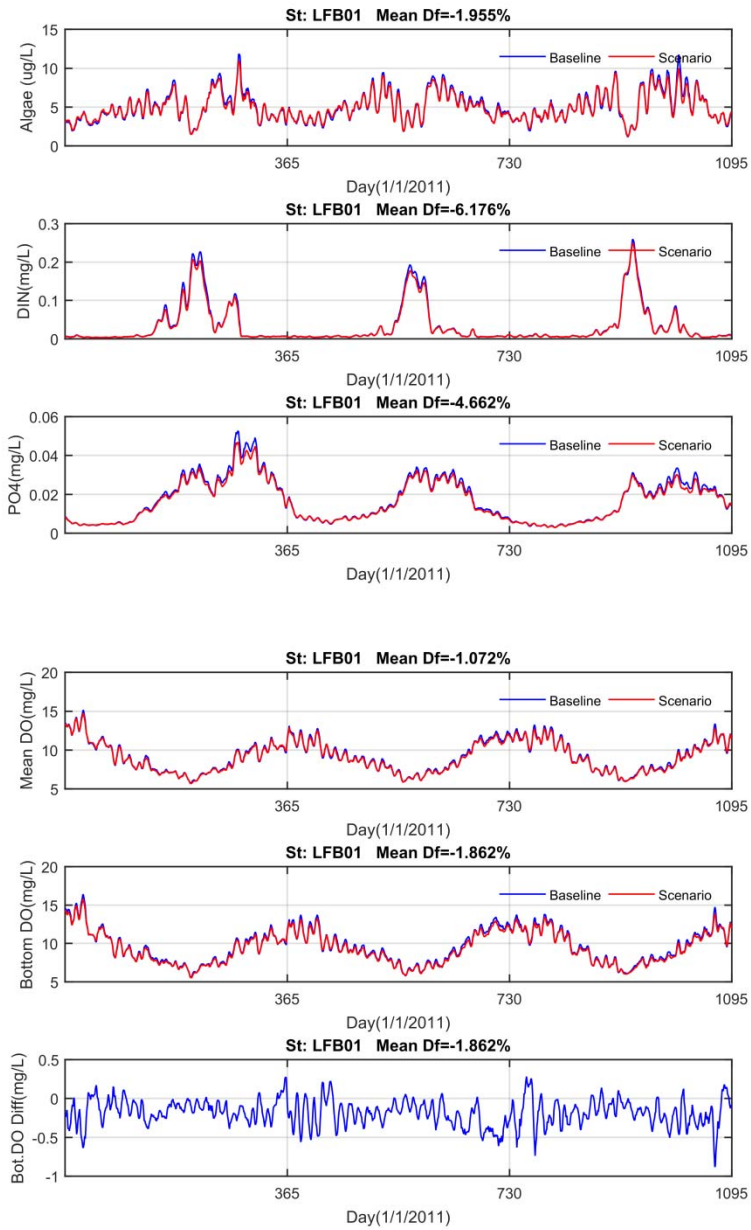 St: LFB01 Mean Df=-1.955%
15
10
5
0
Algae (ug/L)
Baseline Scenario
365 730 1095
Day(1/1/2011)
St: LFB01 Mean Df=-6.176%
0.3
0.2
0.1
0
DIN(mg/L)
Baseline Scenario
365 730 1095
Day(1/1/2011)
St: LFB01 Mean Df=-4.662%
0.06
0.04
0.02
0
PO4(mg/L)
Baseline Scenario
365 730 1095
Day(1/1/2011)
St: LFB01 Mean Df=-1.072%
20
15
10
5
Mean DO(mg/L)
Baseline Scenario
365 730 1095
Day(1/1/2011)
St: LFB01 Mean Df=-1.862%
20
15
10
5
Bottom DO(mg/L)
Baseline Scenario
365 730 1095
Day(1/1/2011)
St: LFB01 Mean Df=-1.862%
0.5
0
-0.5
-1
Bot.DO Diff(mg/L)
365 730 1095
Day(1/1/2011)